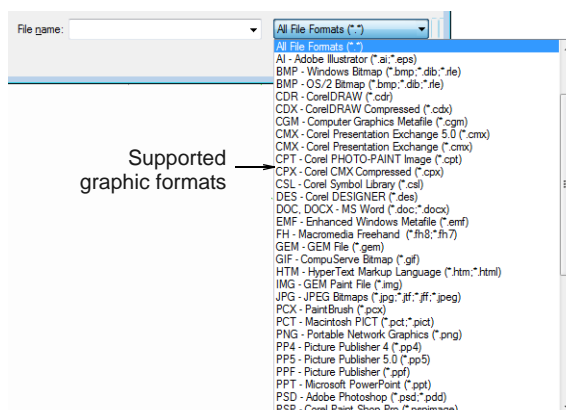 File name:
All File Formats (*.*)
All File Formats (*.*)
AI - Adobe Illustrator (*.ai;*.eps)
BMP - Windows Bitmap (*.bmp;*.dib;*.rle)
BMP - OS/2 Bitmap (*.bmp;*.dib;*.rle)
CDR - CorelDRAW (*.cdr)
CDX - CorelDRAW Compressed (*.cdx)
CGM - Computer Graphics Metafile (*.cgm)
CMX - Corel Presentation Exchange 5.0 (*.cmx)
CMX - Corel Presentation Exchange (*.cmx)
CPT - Corel PHOTO-PAINT Image (*.cpt)
CPX - Corel CMX Compressed (*.cpx)
CSL - Corel Symbol Library (*.csl)
DES - Corel DESIGNER (*.des)
DOC, DOCX - MS Word (*.doc;*.docx)
EMF - Enhanced Windows Metafile (*.emf)
FH - Macromedia Freehand (*.fh8;*.fh7)
GEM - GEM File (*.gem)
GIF - CompuServe Bitmap (*.gif)
HTM - HyperText Markup Language (*.htm;*.html)
IMG - GEM Paint File (*.img)
JPG - JPEG Bitmaps (*.jpg;*.jtf;*.jff;*.jpeg)
PCX - PaintBrush (*.pcx)
PCT - Macintosh PICT (*.pct;*.pict)
PNG - Portable Network Graphics (*.png)
PP4 - Picture Publisher 4 (*.pp4)
PP5 - Picture Publisher 5.0 (*.pp5)
PPF - Picture Publisher (*.ppf)
PPT - Microsoft PowerPoint (*.ppt)
PSD - Adobe Photoshop (*.psd;*.pdd)
PSP - Corel Paint Shop Pro (*.pspimage)
Supported
graphic formats